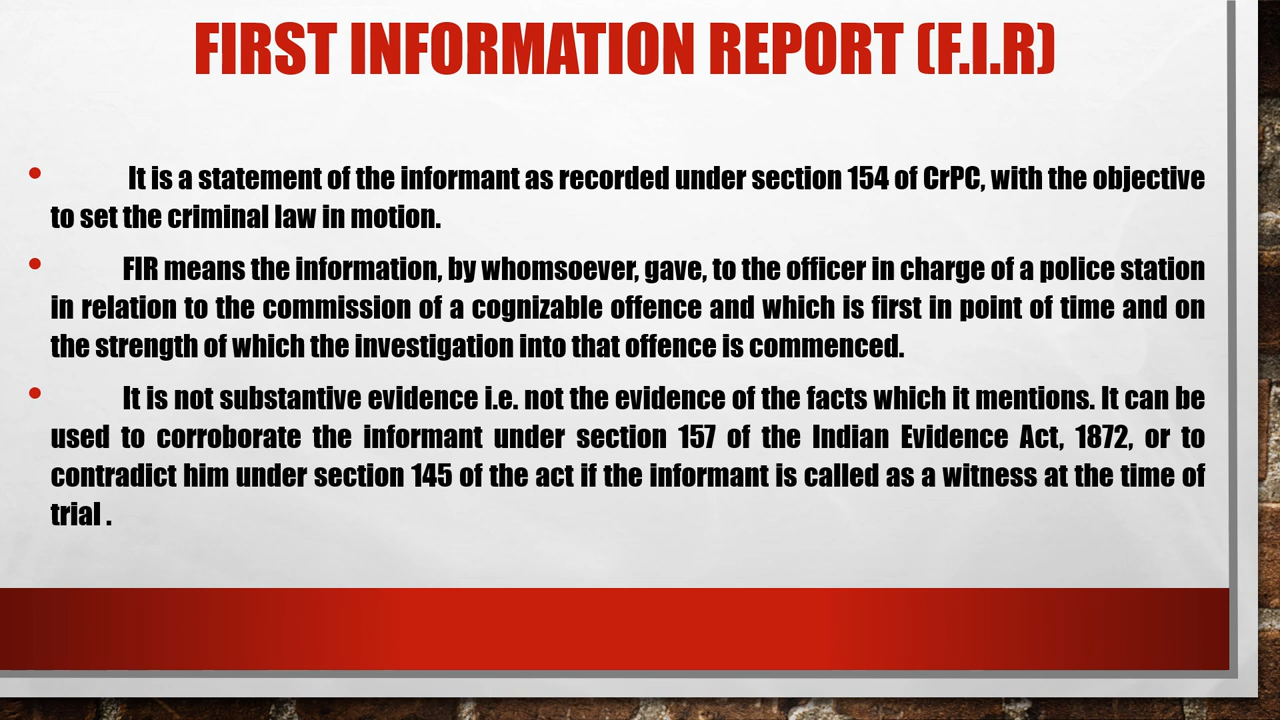 FIRST INFORMATION REPORT (F.I.R)
• It is a statement of the informant as recorded under section 154 of CrPC, with the objective
to set the criminal law in motion.
• FIR means the information, by whomsoever, gave, to the officer in charge of a police station
in relation to the commission of a cognizable offence and which is first in point of time and on
the strength of which the investigation into that offence is commenced.
• It is not substantive evidence i.e. not the evidence of the facts which it mentions. It can be
used to corroborate the informant under section 157 of the Indian Evidence Act, 1872, or to
contradict him under section 145 of the act if the informant is called as a witness at the time of
trial .